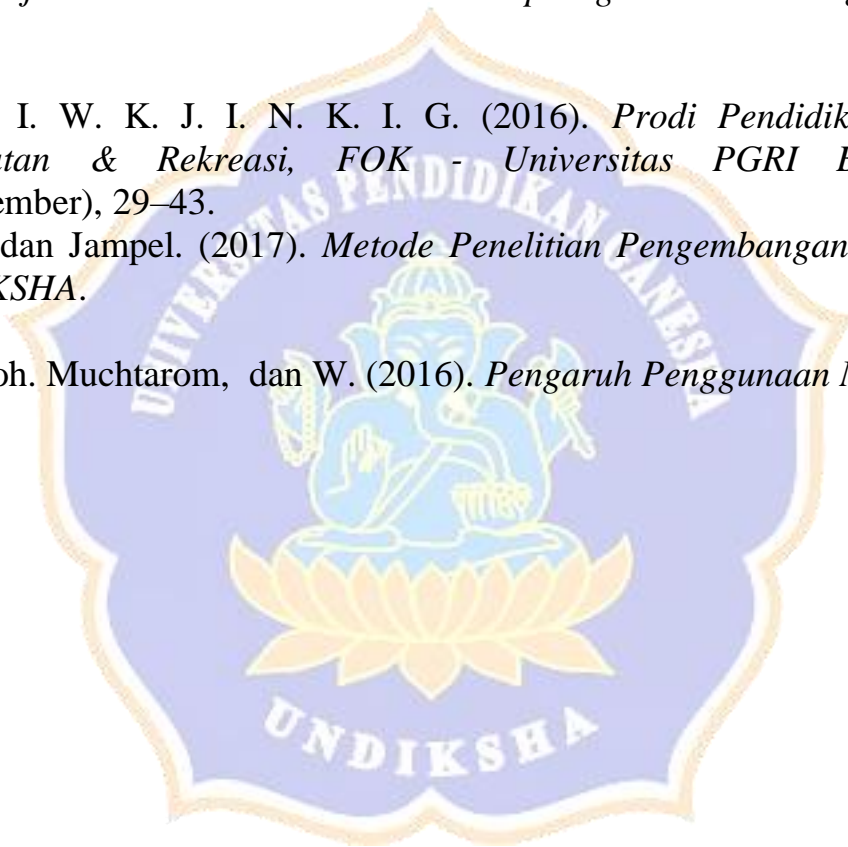 I. W. K. J. I. N. K. I. G. (2016). Prodi Pendidik
tan & Rekreasi, FOK - Universitas PGRI
ember), 29–43.
dan Jampel. (2017). Metode Penelitian Pengembangan
KSHA.
oh. Muchtarom, dan W. (2016). Pengaruh Penggunaan
UNIVERSITAS PENDIDIKAN GANESHA
UNDIKSHA